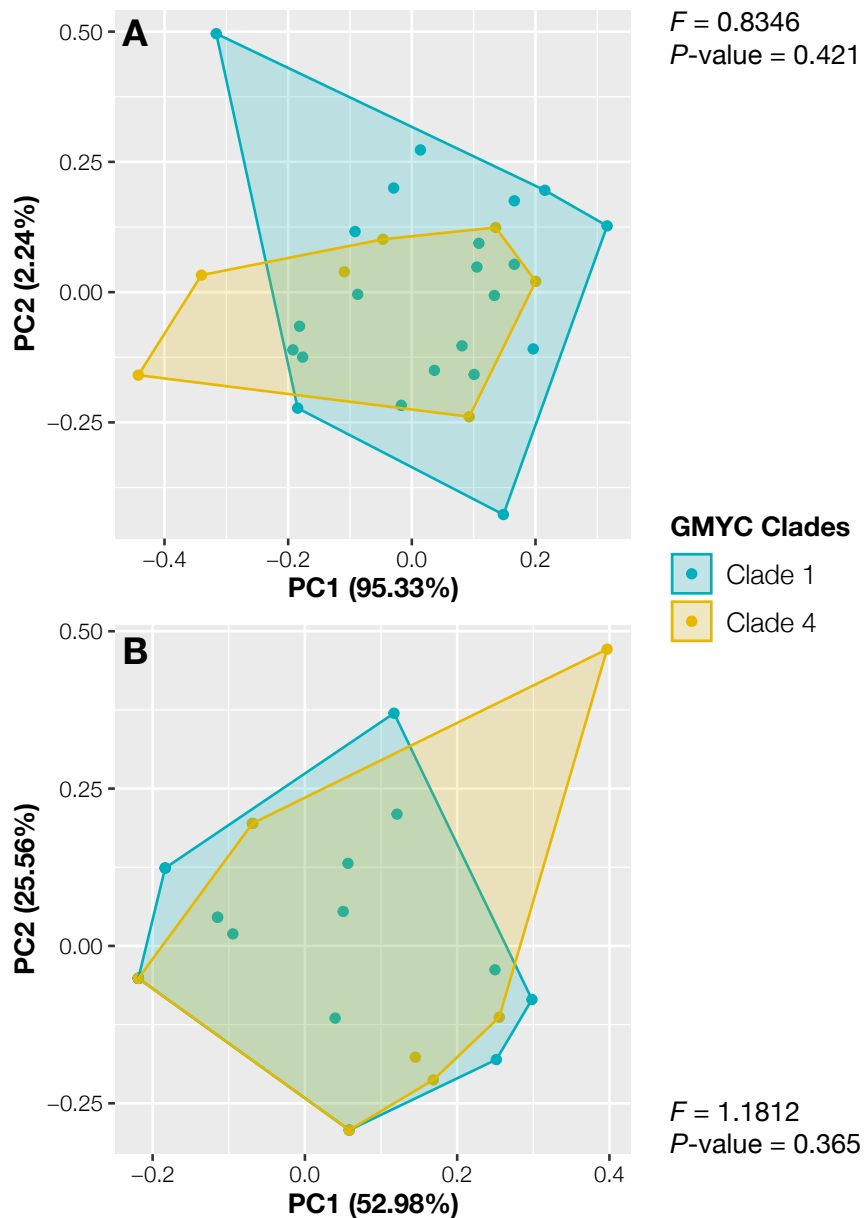 A
F = 0.8346
P-value = 0.421
0.50
0.25
0.00
−0.25
PC2 (2.24%)
−0.4
−0.2
0.0
0.2
PC1 (95.33%)
GMYC Clades
Clade 1
Clade 4
B
0.50
0.25
0.00
−0.25
PC2 (25.56%)
−0.2
0.0
0.2
0.4
PC1 (52.98%)
F = 1.1812
P-value = 0.365